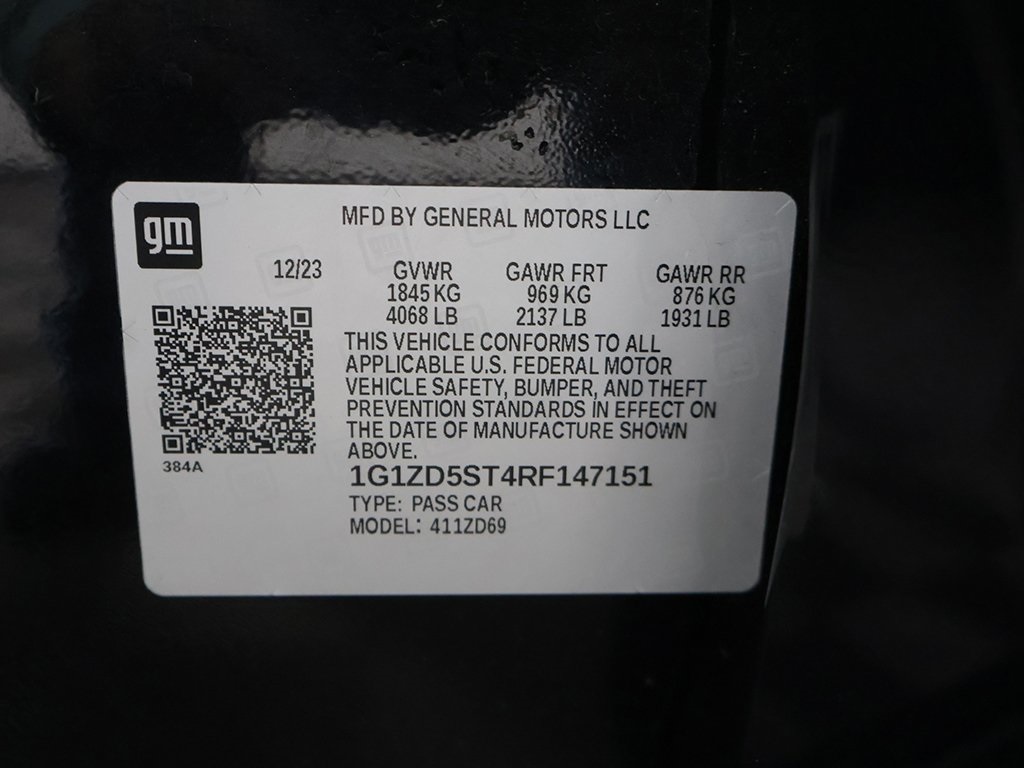 gm
MFD BY GENERAL MOTORS LLC
12/23 GVWR GAWR FRT GAWR RR
1845 KG 969 KG 876 KG
4068 LB 2137 LB 1931 LB
THIS VEHICLE CONFORMS TO ALL
APPLICABLE U.S. FEDERAL MOTOR
VEHICLE SAFETY, BUMPER, AND THEFT
PREVENTION STANDARDS IN EFFECT ON
THE DATE OF MANUFACTURE SHOWN
ABOVE.
384A
1G1ZD5ST4RF147151
TYPE: PASS CAR
MODEL: 411ZD69